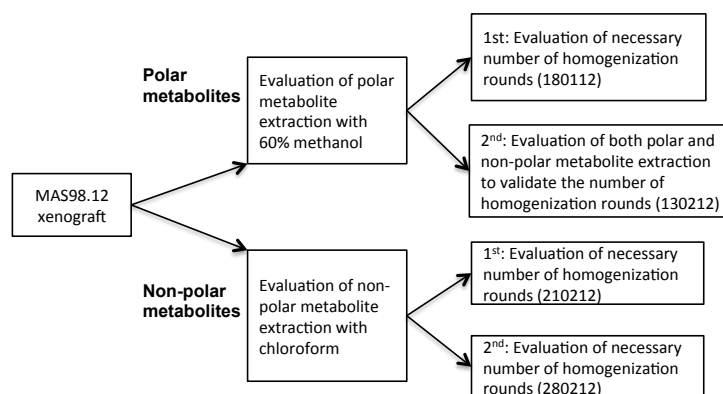 Polar
metabolites
Evaluation of polar
metabolite
extraction with
60% methanol
1st: Evaluation of necessary
number of homogenization
rounds (180112)
2nd: Evaluation of both polar and
non-polar metabolite extraction
to validate the number of
homogenization rounds (130212)
MAS98.12
xenograft
Non-polar
metabolites
Evaluation of non-
polar metabolite
extraction with
chloroform
1st: Evaluation of necessary
number of homogenization
rounds (210212)
2nd: Evaluation of necessary
number of homogenization
rounds (280212)